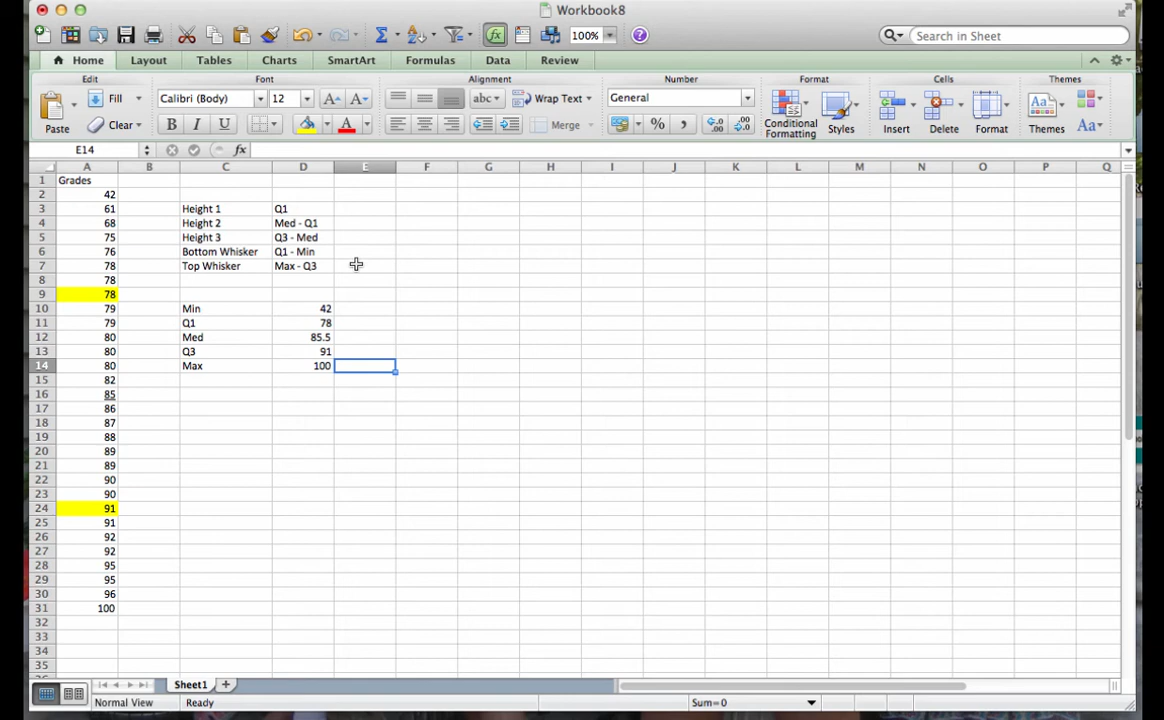 Workbook8
100%
Search in Sheet
Home Layout Tables Charts SmartArt Formulas Data Review
Edit Font Alignment Number Format Cells Themes
Fill Calibri (Body) 12 A A abc Wrap Text General
Paste Clear B I U A Merge % Conditional Formatting Styles Insert Delete Format Themes Aa
E14 fx
A B C D E F G H I J K L M N O P Q
1 Grades
2 42
3 61 Height 1 Q1
4 68 Height 2 Med - Q1
5 75 Height 3 Q3 - Med
6 76 Bottom Whisker Q1 - Min
7 78 Top Whisker Max - Q3
8 78
9 78
10 79 Min 42
11 79 Q1 78
12 80 Med 85.5
13 80 Q3 91
14 80 Max 100
15 82
16 85
17 86
18 87
19 88
20 89
21 89
22 90
23 90
24 91
25 91
26 92
27 92
28 95
29 95
30 96
31 100
32
33
34
35
Sheet1
Normal View Ready Sum=0